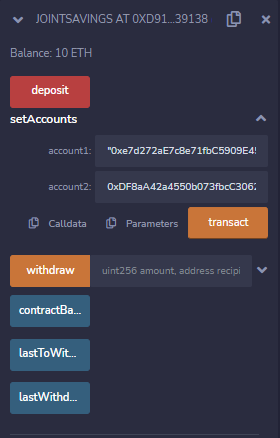 JOINTSAVINGS AT 0XD91...39138
Balance: 10 ETH
deposit
setAccounts
account1: "0xe7d272aE7c8e71fbC5909E4
account2: 0xDF8aA42a4550b073fbcC3062
Calldata Parameters transact
withdraw uint256 amount, address recipi
contractBa...
lastToWit...
lastWithd...